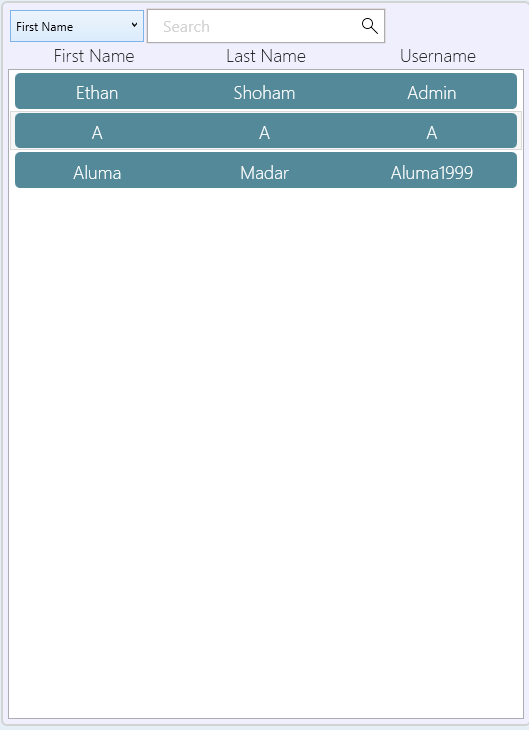 First Name Search
First Name Last Name Username
Ethan Shoham Admin
A A A
Aluma Madar Aluma1999